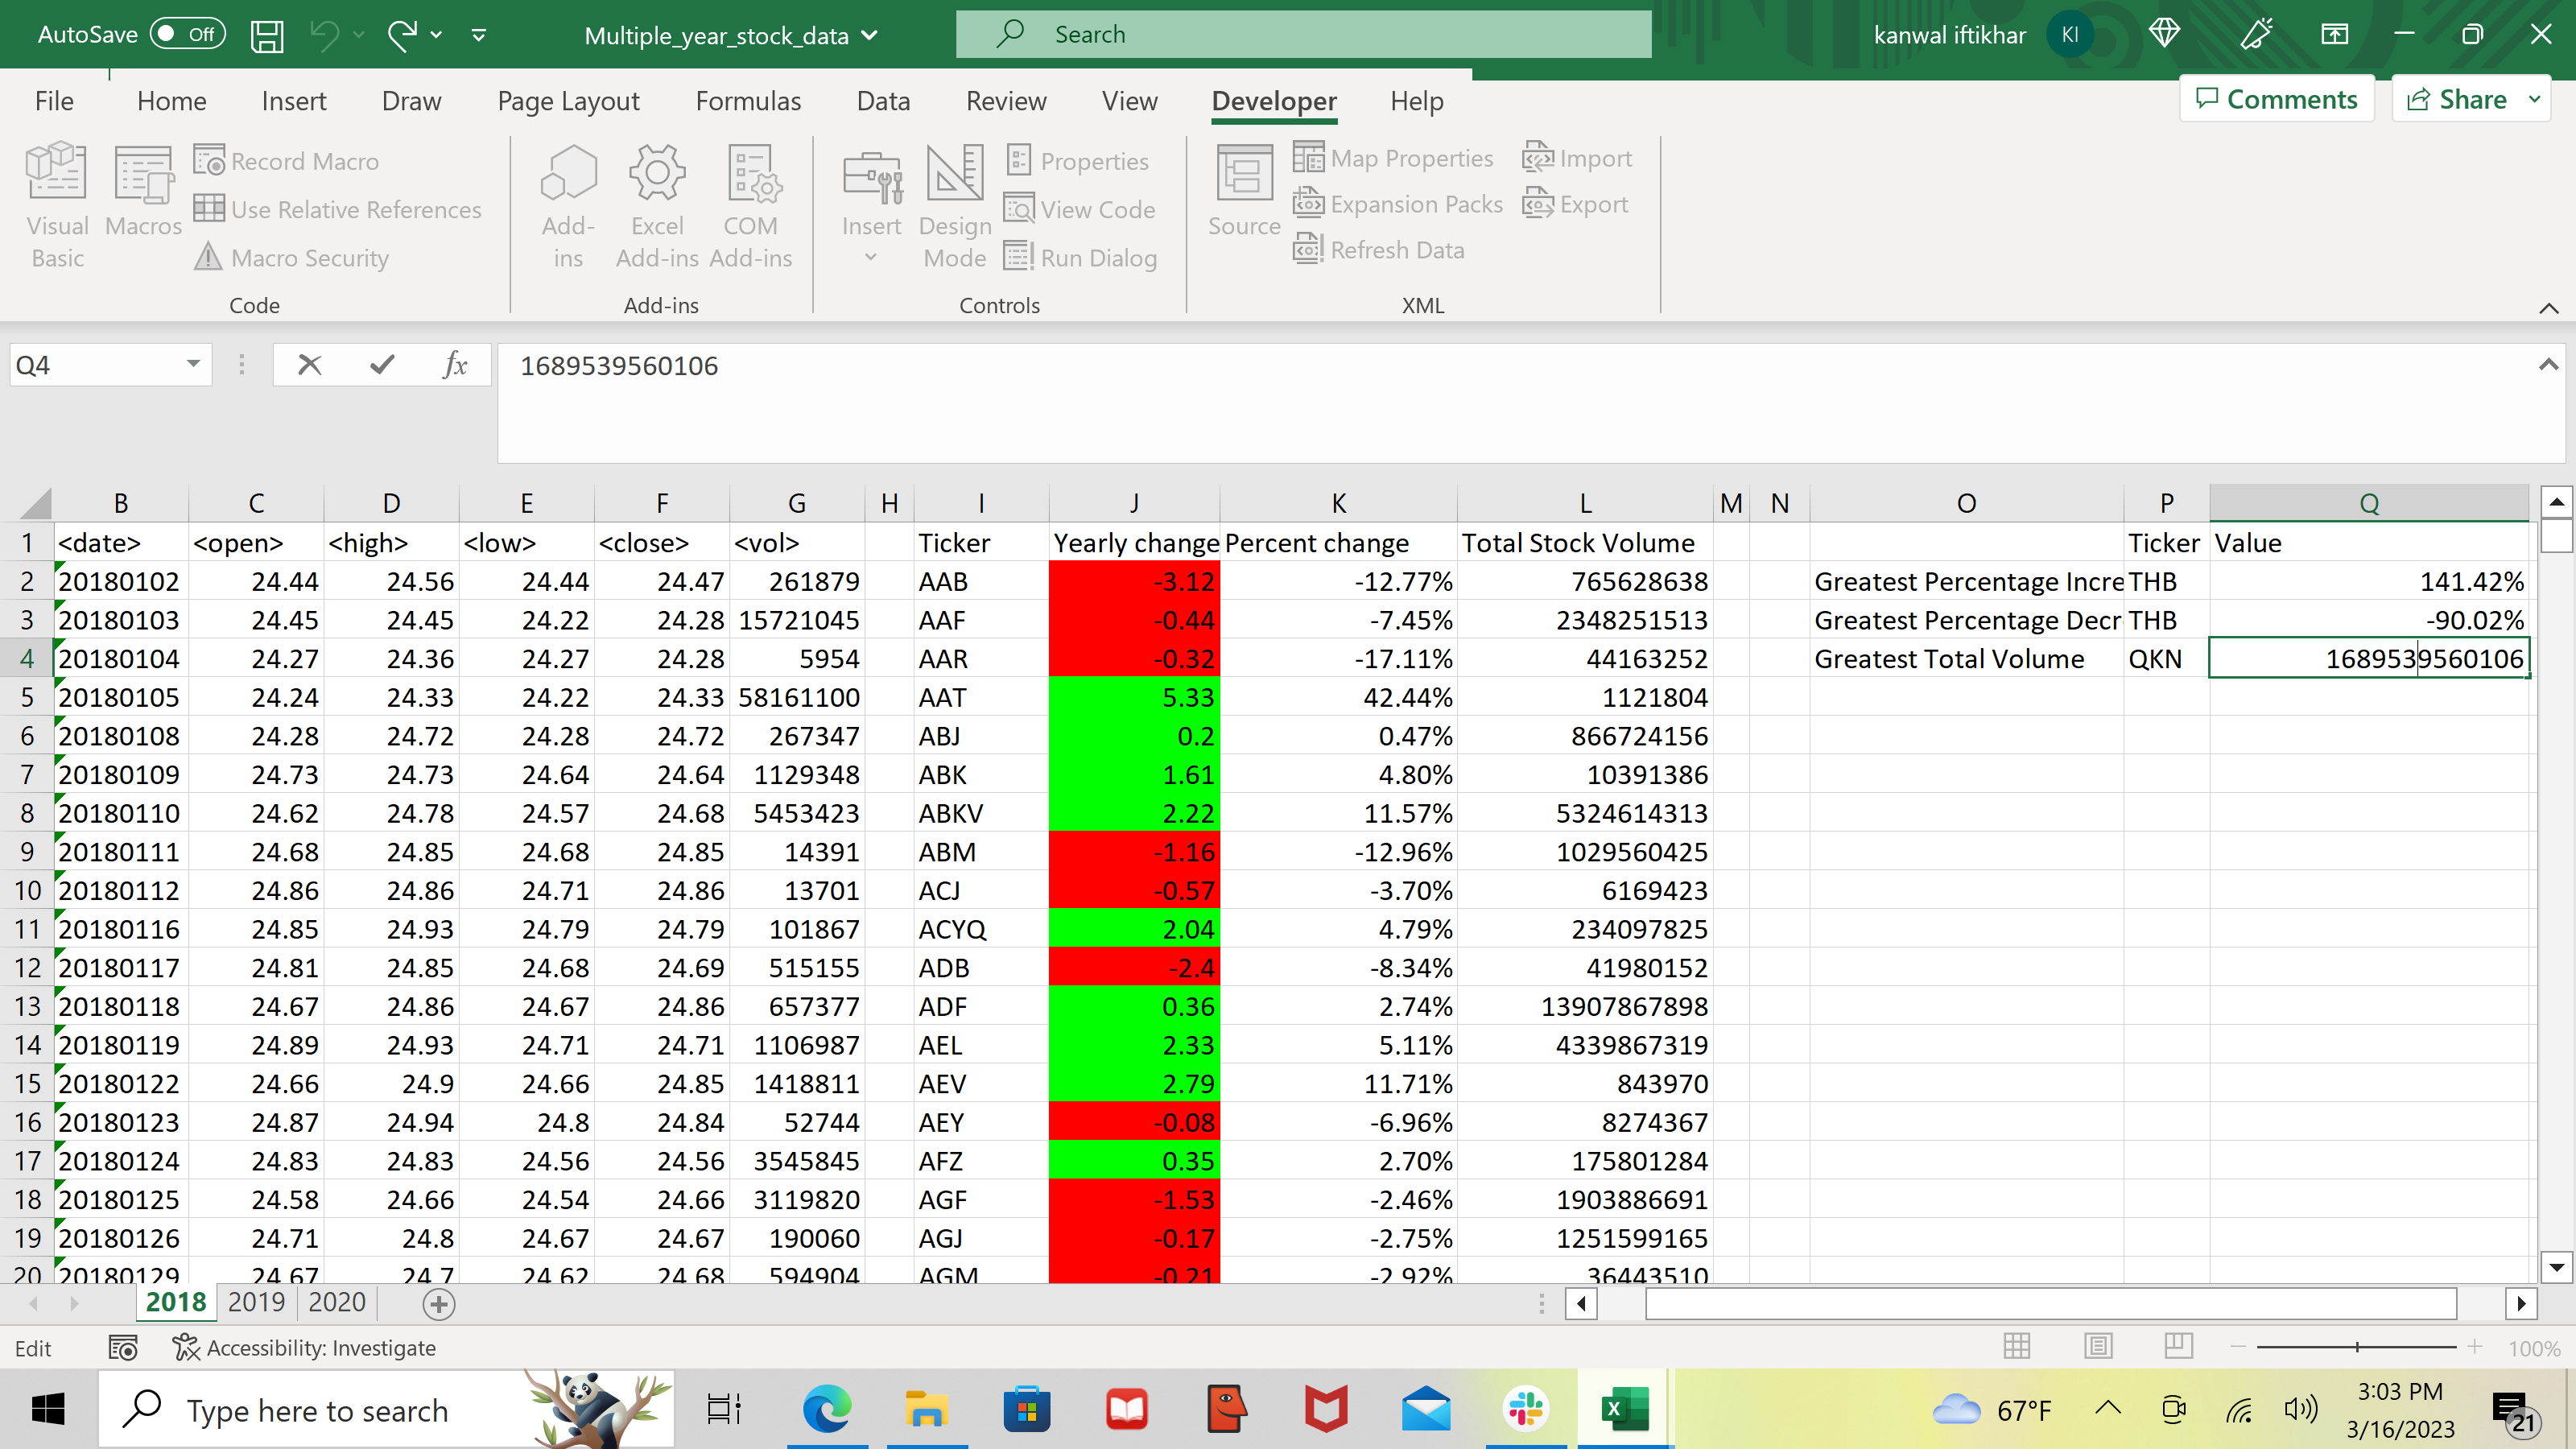 AutoSave Off Multiple_year_stock_data Search kanwal iftikhar KI
File Home Insert Draw Page Layout Formulas Data Review View Developer Help Comments Share
Visual Basic Macros Record Macro Use Relative References Macro Security
Add-ins Excel Add-ins COM Add-ins
Insert Design Mode Properties View Code Run Dialog
Source Map Properties Expansion Packs Refresh Data Import Export
Code Add-ins Controls XML
Q4 fx 1689539560106
B C D E F G H I J K L M N O P Q
1 <date> <open> <high> <low> <close> <vol> Ticker Yearly change Percent change Total Stock Volume Ticker Value
2 20180102 24.44 24.56 24.44 24.47 261879 AAB -3.12 -12.77% 765628638 Greatest Percentage Incre THB 141.42%
3 20180103 24.45 24.45 24.22 24.28 15721045 AAF -0.44 -7.45% 2348251513 Greatest Percentage Decr THB -90.02%
4 20180104 24.27 24.36 24.27 24.28 5954 AAR -0.32 -17.11% 44163252 Greatest Total Volume QKN 1689539560106
5 20180105 24.24 24.33 24.22 24.33 58161100 AAT 5.33 42.44% 1121804
6 20180108 24.28 24.72 24.28 24.72 267347 ABJ 0.2 0.47% 866724156
7 20180109 24.73 24.73 24.64 24.64 1129348 ABK 1.61 4.80% 10391386
8 20180110 24.62 24.78 24.57 24.68 5453423 ABKV 2.22 11.57% 5324614313
9 20180111 24.68 24.85 24.68 24.85 14391 ABM -1.16 -12.96% 1029560425
10 20180112 24.86 24.86 24.71 24.86 13701 ACJ -0.57 -3.70% 6169423
11 20180116 24.85 24.93 24.79 24.79 101867 ACYQ 2.04 4.79% 234097825
12 20180117 24.81 24.85 24.68 24.69 515155 ADB -2.4 -8.34% 41980152
13 20180118 24.67 24.86 24.67 24.86 657377 ADF 0.36 2.74% 13907867898
14 20180119 24.89 24.93 24.71 24.71 1106987 AEL 2.33 5.11% 4339867319
15 20180122 24.66 24.9 24.66 24.85 1418811 AEV 2.79 11.71% 843970
16 20180123 24.87 24.94 24.8 24.84 52744 AEY -0.08 -6.96% 8274367
17 20180124 24.83 24.83 24.56 24.56 3545845 AFZ 0.35 2.70% 175801284
18 20180125 24.58 24.66 24.54 24.66 3119820 AGF -1.53 -2.46% 1903886691
19 20180126 24.71 24.8 24.67 24.67 190060 AGJ -0.17 -2.75% 1251599165
20 20180129 24.67 24.7 24.62 24.68 594904 AGM -0.21 -2.92% 36443510
2018 2019 2020
Edit Accessibility: Investigate 100%
Type here to search 67°F 3:03 PM
3/16/2023 21